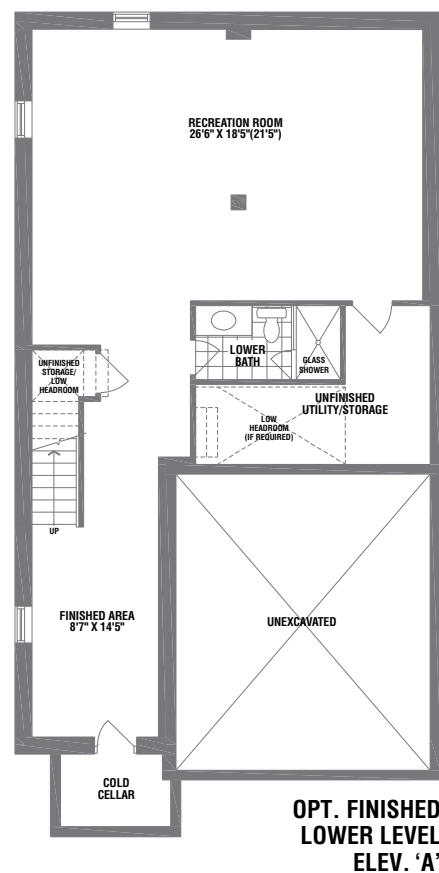 RECREATION ROOM
26'6" X 18'5"(21'5")
UNFINISHED
STORAGE/
LOW
HEADROOM
LOWER
BATH
GLASS
SHOWER
UNFINISHED
UTILITY/STORAGE
LOW
HEADROOM
(IF REQUIRED)
UP
FINISHED AREA
8'7" X 14'5"
UNEXCAVATED
COLD
CELLAR
OPT. FINISHED
LOWER LEVEL
ELEV. ‘A’